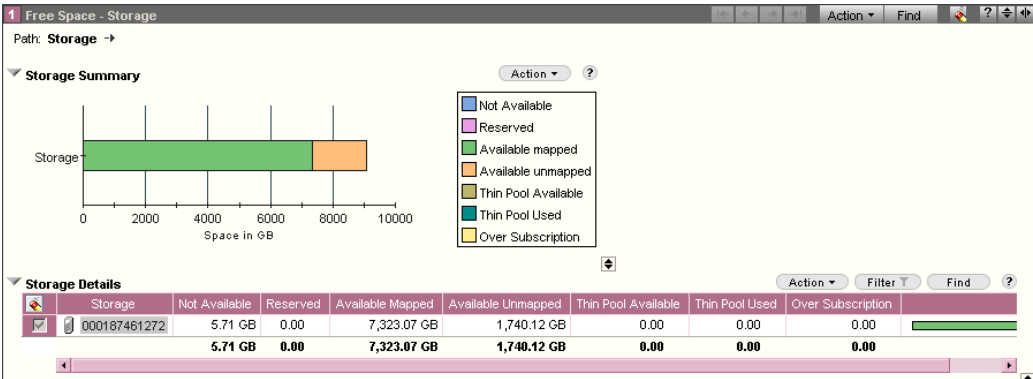 1 Free Space - Storage Action Find ?
Path: Storage
Storage Summary Action ?
Storage
0 2000 4000 6000 8000 10000
Space in GB
Not Available
Reserved
Available mapped
Available unmapped
Thin Pool Available
Thin Pool Used
Over Subscription
Storage Details Action Filter Find ?
Storage Not Available Reserved Available Mapped Available Unmapped Thin Pool Available Thin Pool Used Over Subscription
000187461272 5.71 GB 0.00 7,323.07 GB 1,740.12 GB 0.00 0.00 0.00
5.71 GB 0.00 7,323.07 GB 1,740.12 GB 0.00 0.00 0.00